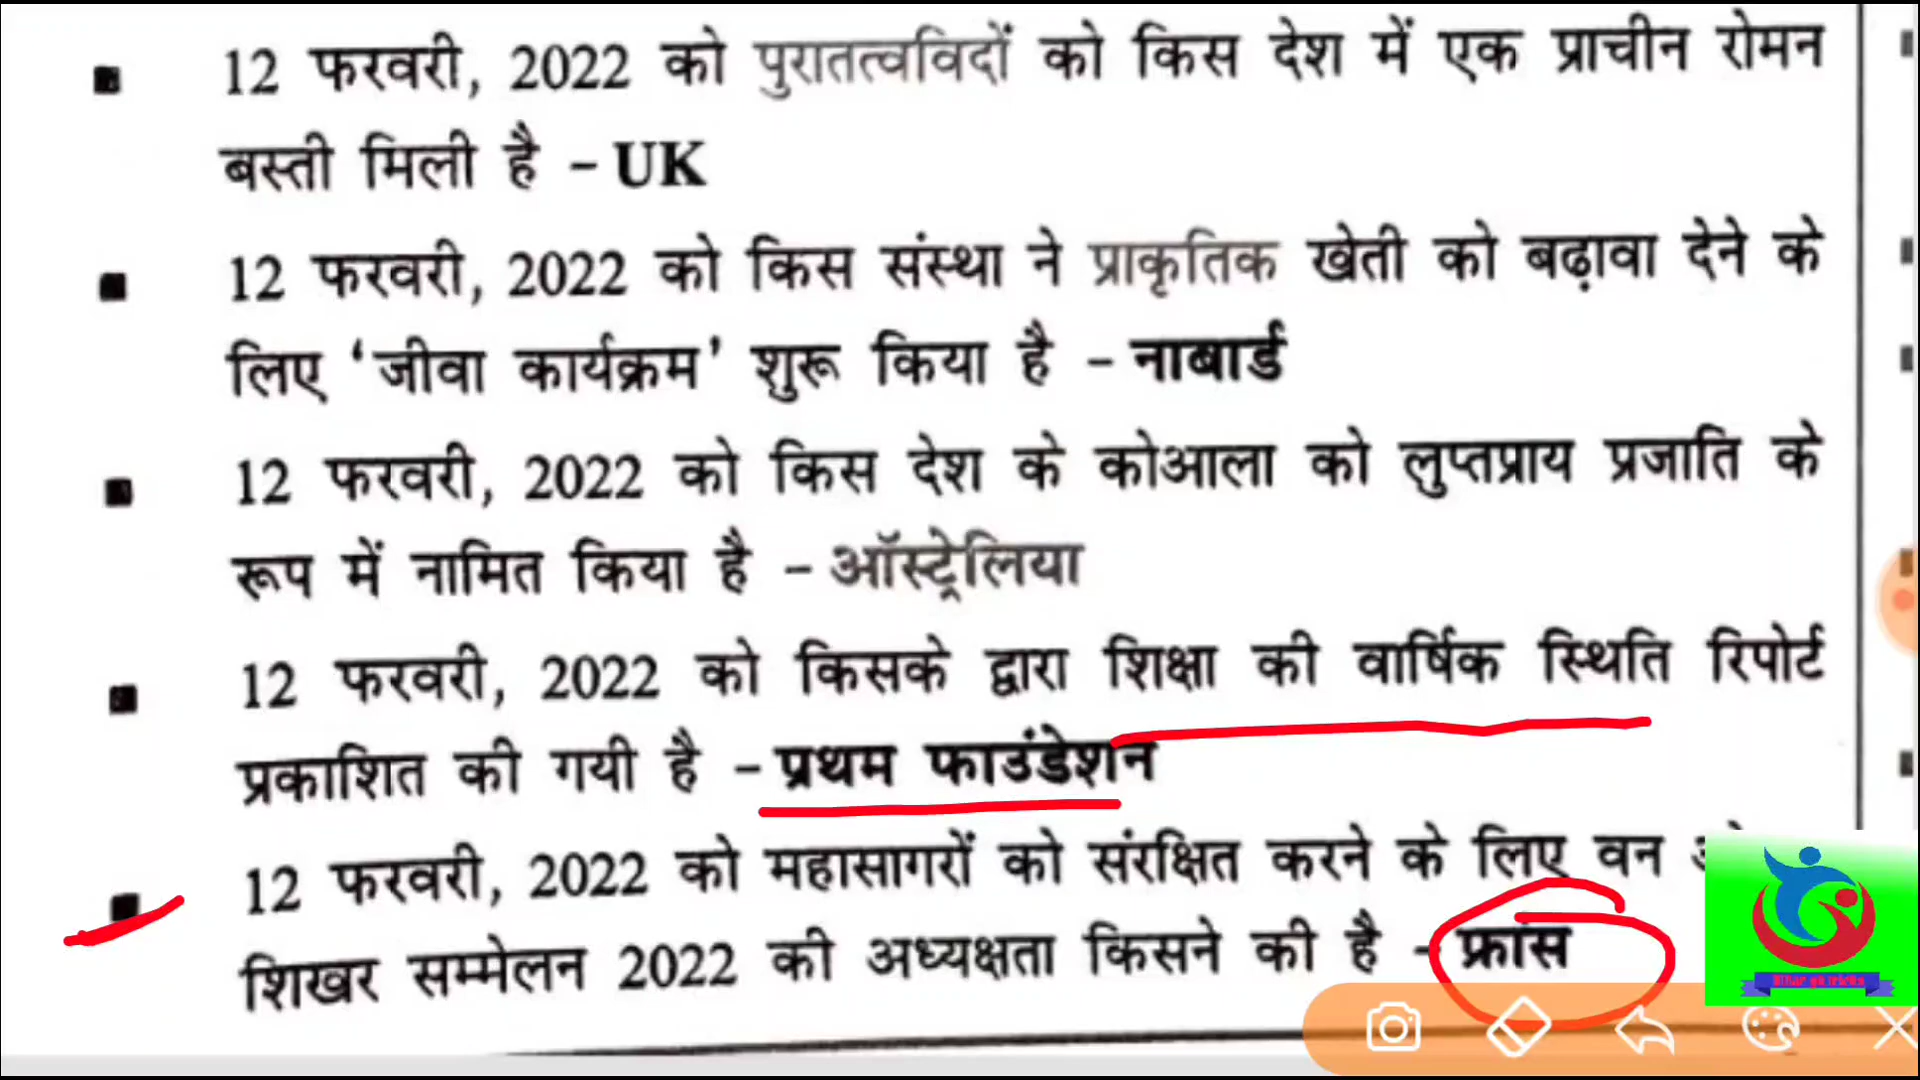 12 फरवरी, 2022 को पुरातत्वविदों को किस देश में एक प्राचीन रोमन
बस्ती मिली है – UK
12 फरवरी, 2022 को किस संस्था ने प्राकृतिक खेती को बढ़ावा देने के
लिए ‘जीवा कार्यक्रम’ शुरू किया है – नाबार्ड
12 फरवरी, 2022 को किस देश के कोआला को लुप्तप्राय प्रजाति के
रूप में नामित किया है – ऑस्ट्रेलिया
12 फरवरी, 2022 को किसके द्वारा शिक्षा की वार्षिक स्थिति रिपोर्ट
प्रकाशित की गयी है – प्रथम फाउंडेशन
12 फरवरी, 2022 को महासागरों को संरक्षित करने के लिए वन
शिखर सम्मेलन 2022 की अध्यक्षता किसने की है – फ्रांस